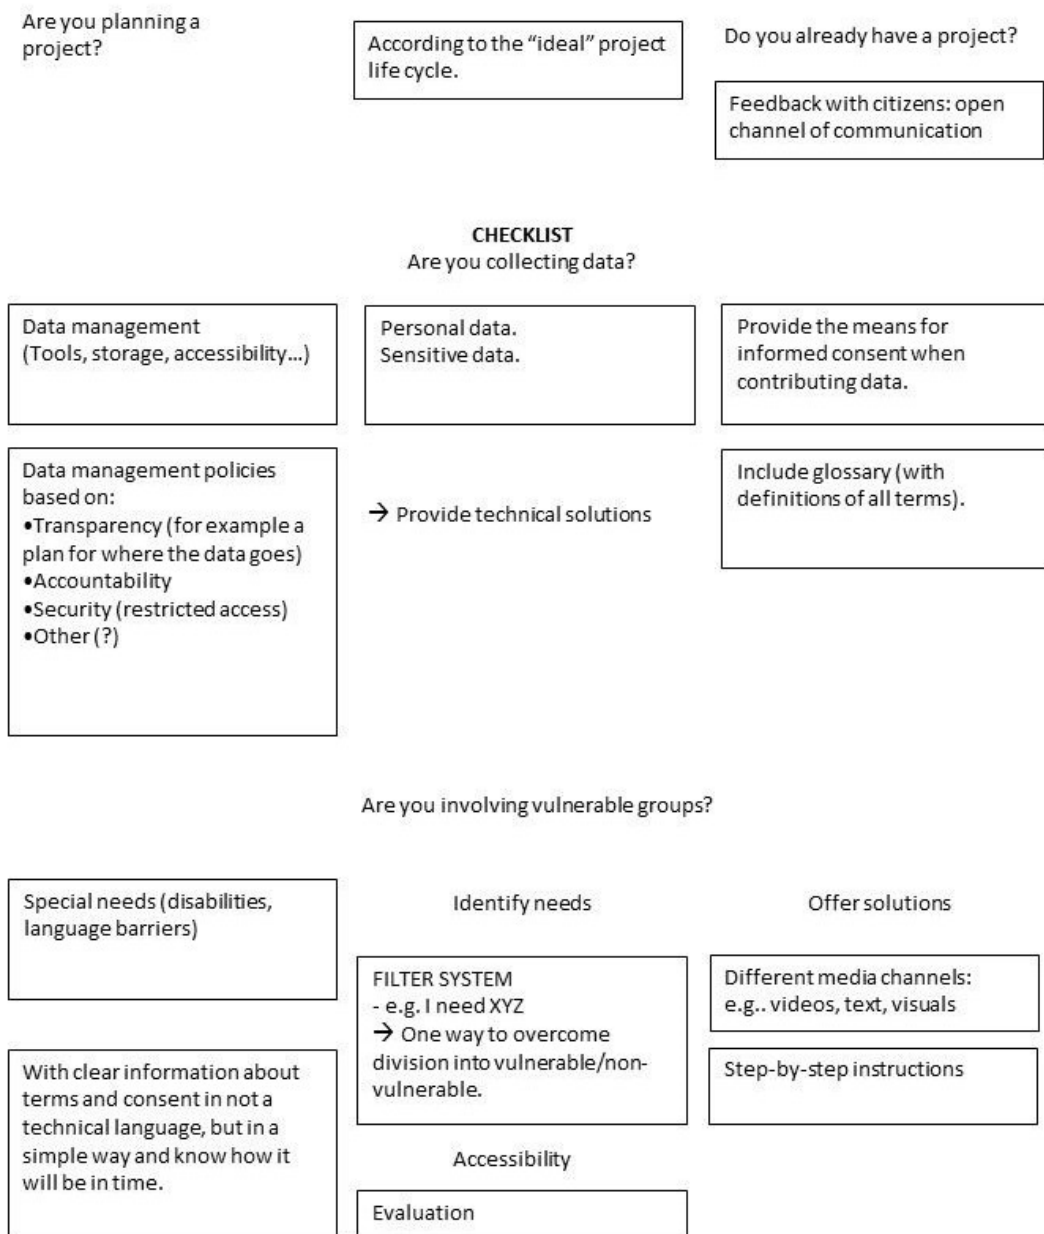 Are you planning a
project?
According to the “ideal” project
life cycle.
Do you already have a project?
Feedback with citizens: open
channel of communication
CHECKLIST
Are you collecting data?
Data management
(Tools, storage, accessibility...)
Personal data.
Sensitive data.
Provide the means for
informed consent when
contributing data.
Data management policies
based on:
•Transparency (for example a
plan for where the data goes)
•Accountability
•Security (restricted access)
•Other (?)
→ Provide technical solutions
Include glossary (with
definitions of all terms).
Are you involving vulnerable groups?
Special needs (disabilities,
language barriers)
With clear information about
terms and consent in not a
technical language, but in a
simple way and know how it
will be in time.
Identify needs
FILTER SYSTEM
- e.g. I need XYZ
→ One way to overcome
division into vulnerable/non-
vulnerable.
Accessibility
Evaluation
Offer solutions
Different media channels:
e.g.. videos, text, visuals
Step-by-step instructions